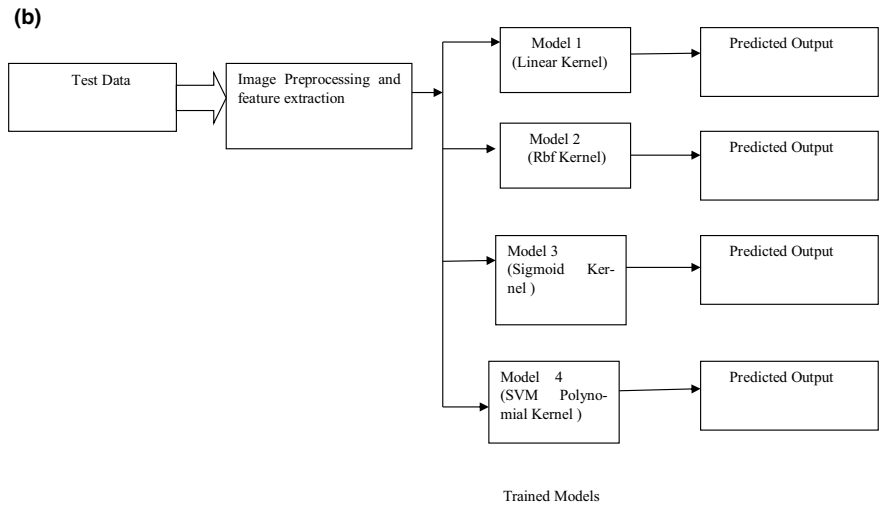 (b)
Test Data
Image Preprocessing and
feature extraction
Model 1
(Linear Kernel)
Predicted Output
Model 2
(Rbf Kernel)
Predicted Output
Model 3
(Sigmoid Ker-
nel )
Predicted Output
Model 4
(SVM Polyno-
mial Kernel )
Predicted Output
Trained Models